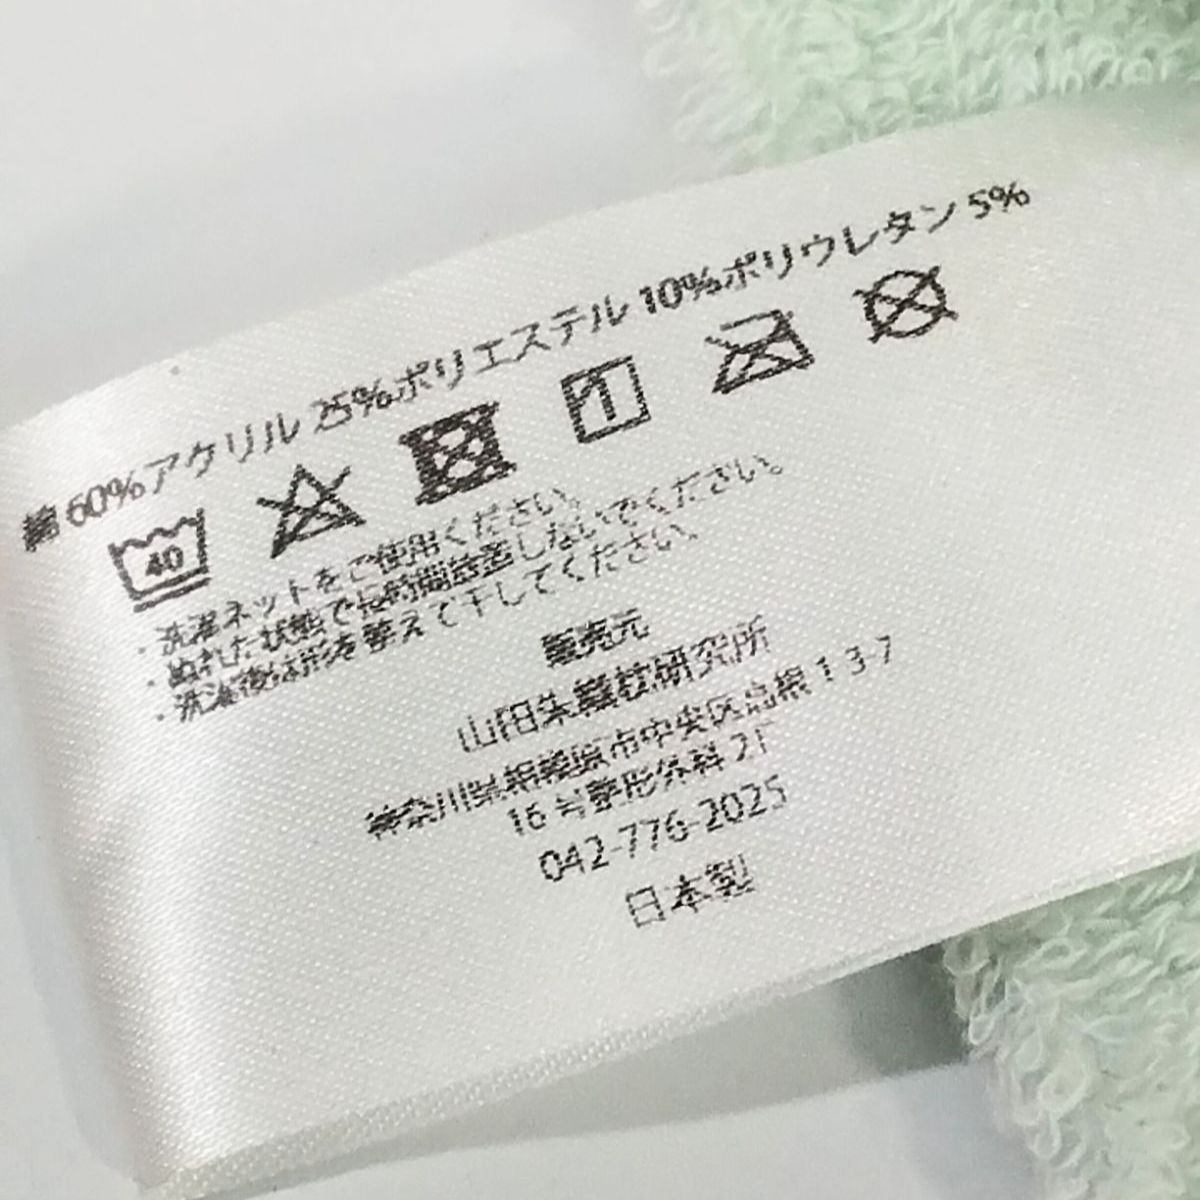 綿 60%アクリル 25%ポリエステル 10%ポリウレタン 5%
40
・洗濯ネットをご使用ください。
・ぬれた状態で長時間放置しないでください。
・洗濯後は形を整えて干してください。
販売元
山田朱織枕研究所
神奈川県相模原市中央区高根 1 3-7
16 号整形外科 2F
042-776-2025
日本製